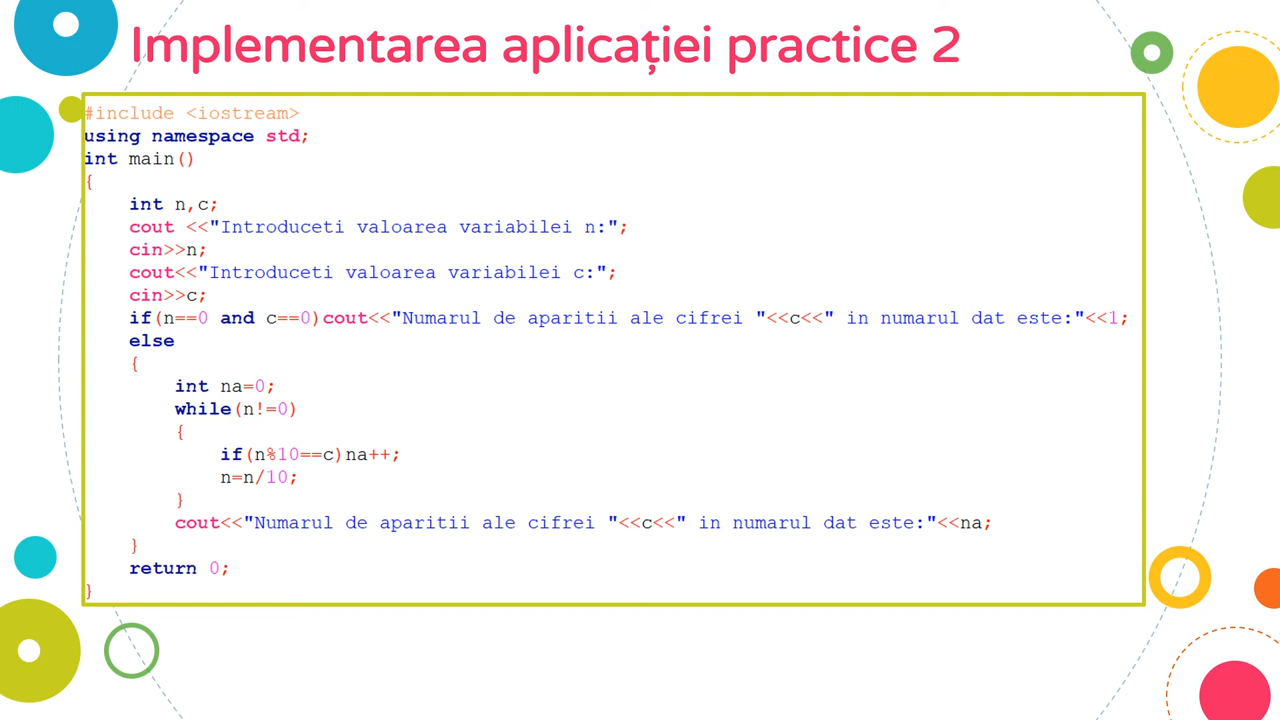 Implementarea aplicației practice 2
#include <iostream>
using namespace std;
int main()
{
    int n,c;
    cout <<"Introduceti valoarea variabilei n:";
    cin>>n;
    cout<<"Introduceti valoarea variabilei c:";
    cin>>c;
    if(n==0 and c==0)cout<<"Numarul de aparitii ale cifrei "<<c<<" in numarul dat este:"<<1;
    else
    {
        int na=0;
        while(n!=0)
        {
            if(n%10==c)na++;
            n=n/10;
        }
        cout<<"Numarul de aparitii ale cifrei "<<c<<" in numarul dat este:"<<na;
    }
    return 0;
}